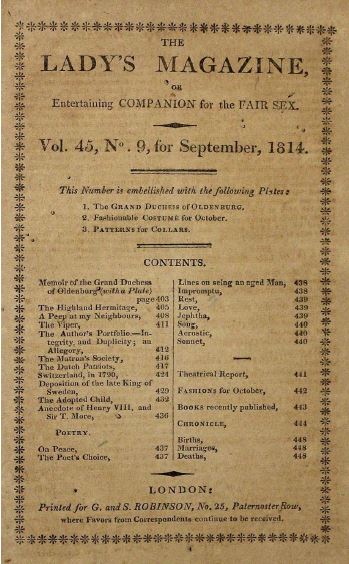 THE
LADY'S MAGAZINE,
OR
Entertaining COMPANION for the FAIR SEX.
Vol. 45, No. 9, for September, 1814.
This Number is embellished with the following Plates:
1. The GRAND DUCHESS of OLDENBURG.
2. Fashionable COSTUME for October.
3. PATTERNS for COLLARS.
CONTENTS.
Memoir of the Grand Duchess
of Oldenburg (with a Plate)
page 403
The Highland Hermitage, 405
A Peep at my Neighbours, 408
The Viper, 411
The Author's Portfolio.—In-
tegrity, and Duplicity; an
Allegory, 412
The Matron's Society, 416
The Dutch Patriots, 417
Switzerland, in 1790, 424
Deposition of the late King of
Sweden, 429
The Adopted Child, 432
Anecdote of Henry VIII, and
Sir T. More, 436
POETRY.
On Peace, 437
The Poet's Choice, 437
Lines on seing an aged Man, 438
Impromptu, 438
Rest, 439
Love, 439
Jephtha, 439
Song, 440
Acrostic, 440
Sonnet, 440
Theatrical Report, 441
FASHIONS for October, 442
BOOKS recently published, 443
CHRONICLE, 444
Births, 448
Marriages, 448
Deaths, 448
LONDON:
Printed for G. and S. ROBINSON, No. 25, Paternoster Row,
where Favors from Correspondents continue to be received.